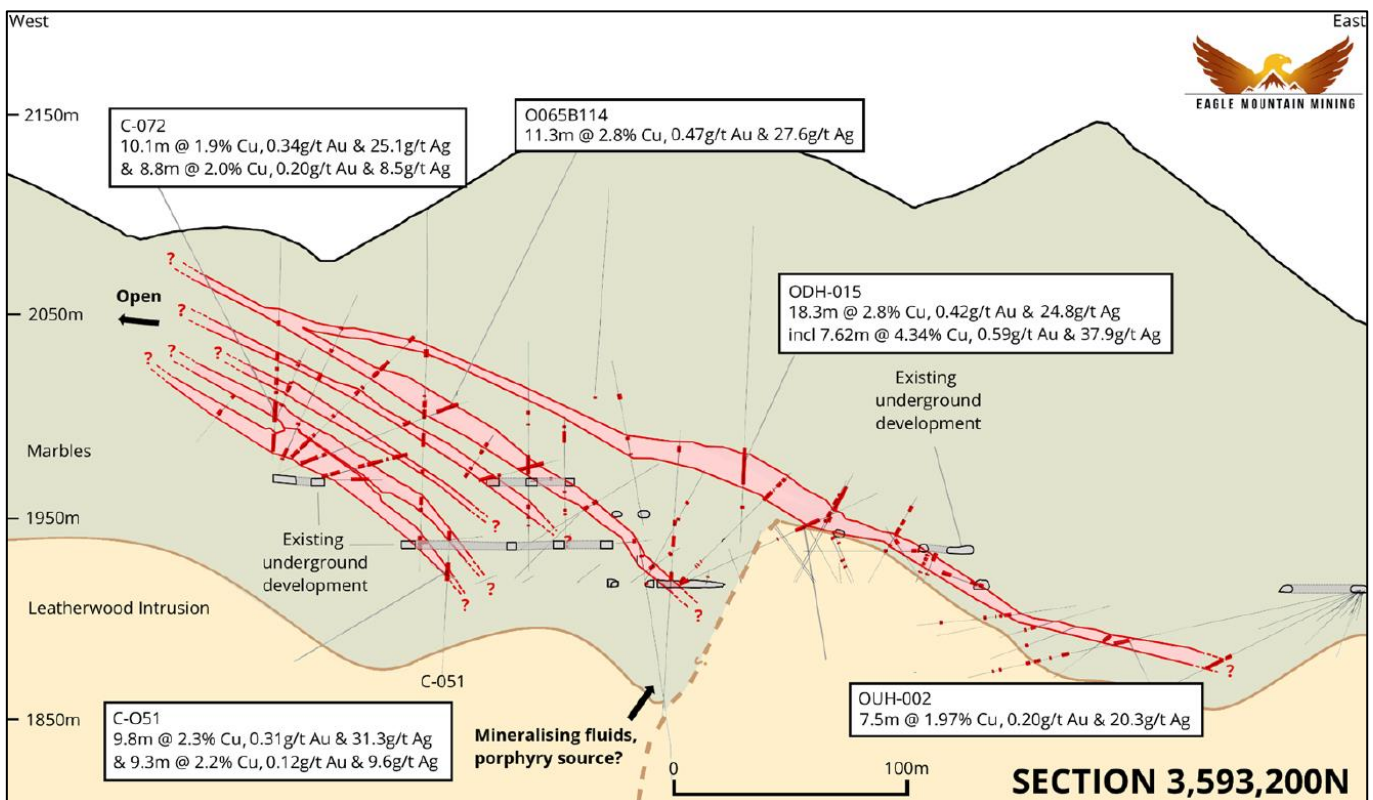 West
East
EAGLE MOUNTAIN MINING
2150m
C-072
10.1m @ 1.9% Cu, 0.34g/t Au & 25.1g/t Ag
& 8.8m @ 2.0% Cu, 0.20g/t Au & 8.5g/t Ag
O065B114
11.3m @ 2.8% Cu, 0.47g/t Au & 27.6g/t Ag
?
Open
2050m
?
?
?
?
ODH-015
18.3m @ 2.8% Cu, 0.42g/t Au & 24.8g/t Ag
incl 7.62m @ 4.34% Cu, 0.59g/t Au & 37.9g/t Ag
Existing
underground
development
Marbles
1950m
?
?
Existing
underground
development
?
?
?
?
Leatherwood Intrusion
C-051
1850m
C-O51
9.8m @ 2.3% Cu, 0.31g/t Au & 31.3g/t Ag
& 9.3m @ 2.2% Cu, 0.12g/t Au & 9.6g/t Ag
Mineralising fluids,
porphyry source?
OUH-002
7.5m @ 1.97% Cu, 0.20g/t Au & 20.3g/t Ag
0
100m
SECTION 3,593,200N